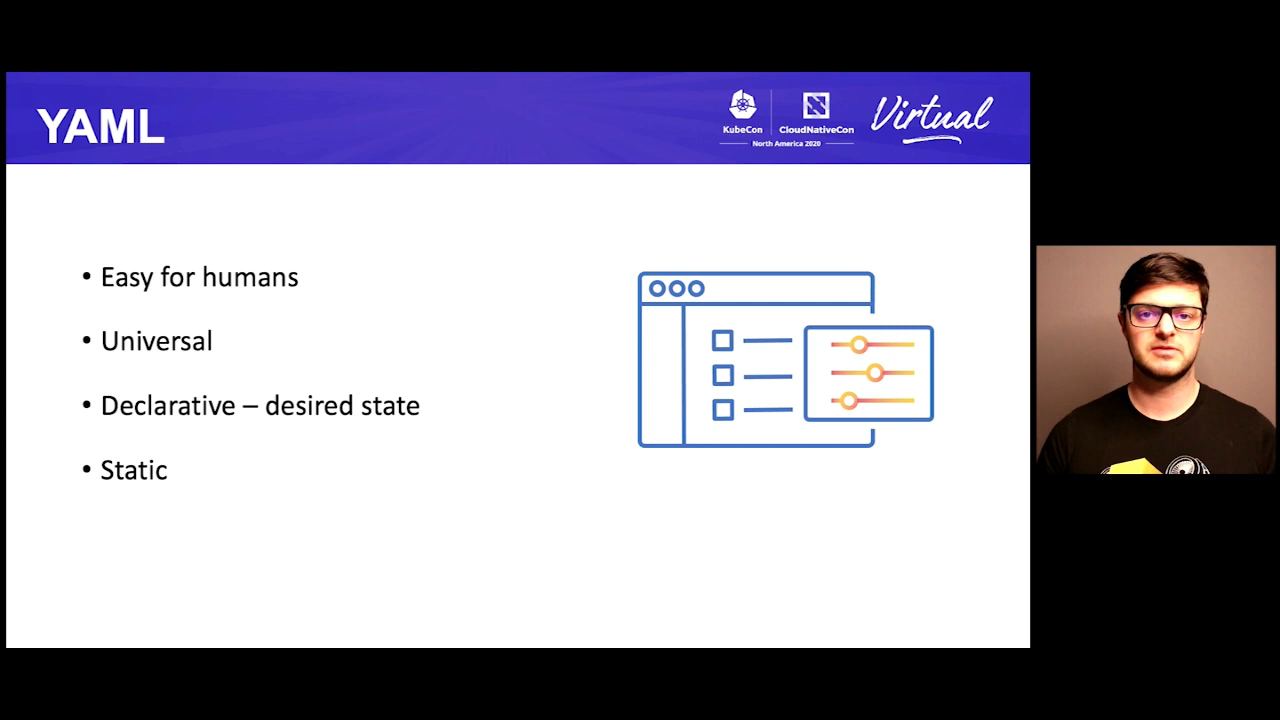 YAML
KubeCon
CloudNativeCon
North America 2020
Virtual
• Easy for humans
• Universal
• Declarative – desired state
• Static